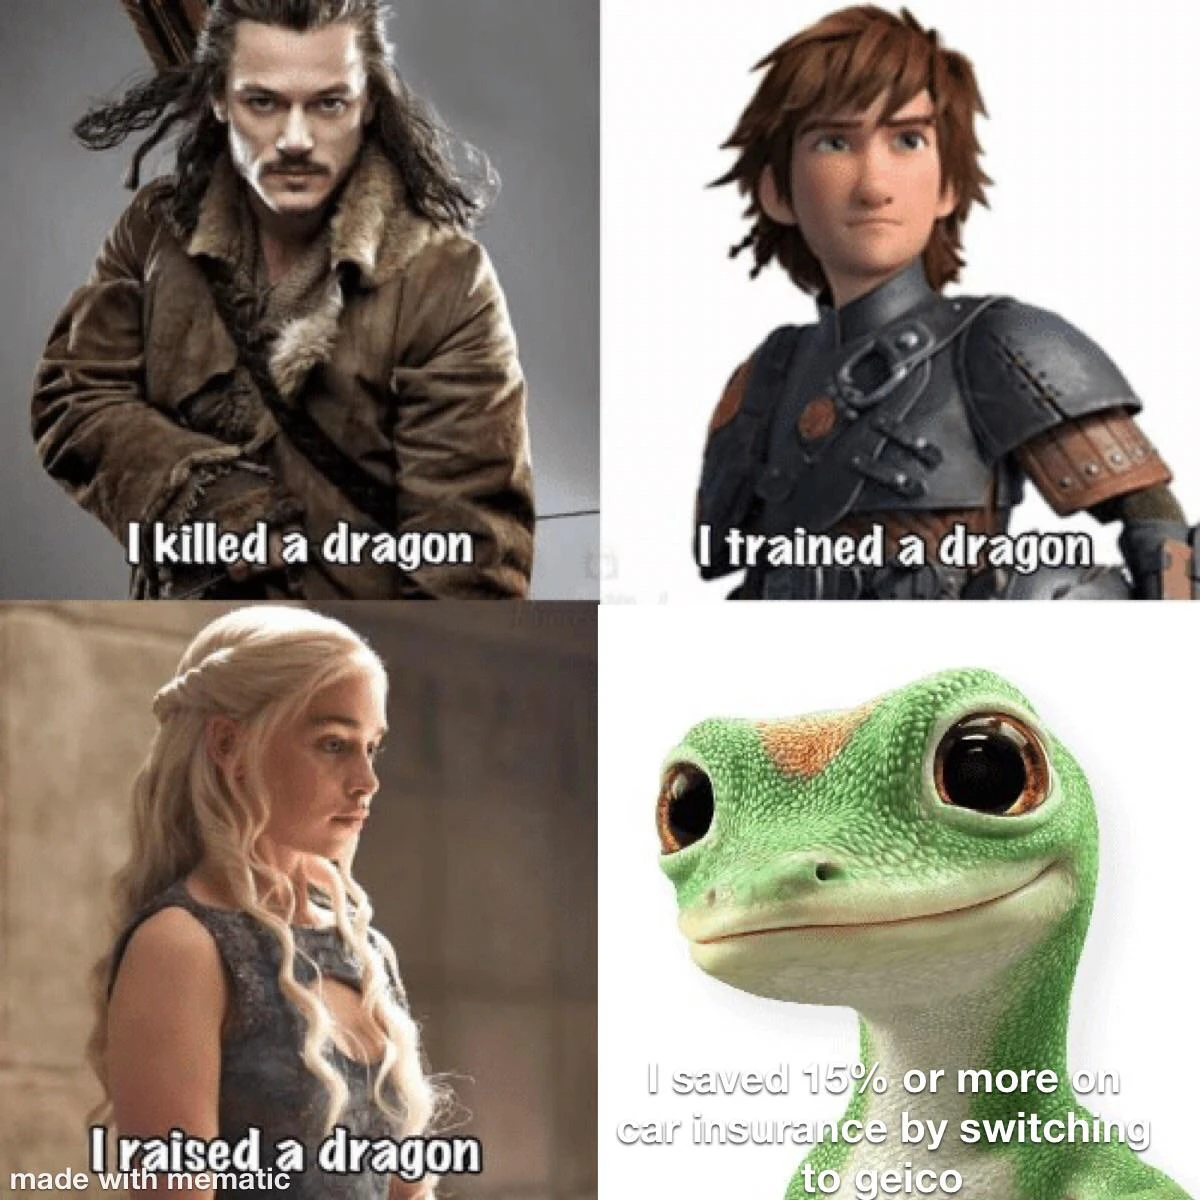 I killed a dragon
I trained a dragon
I raised a dragon
made with mematic
I saved 15% or more on
car insurance by switching
to geico